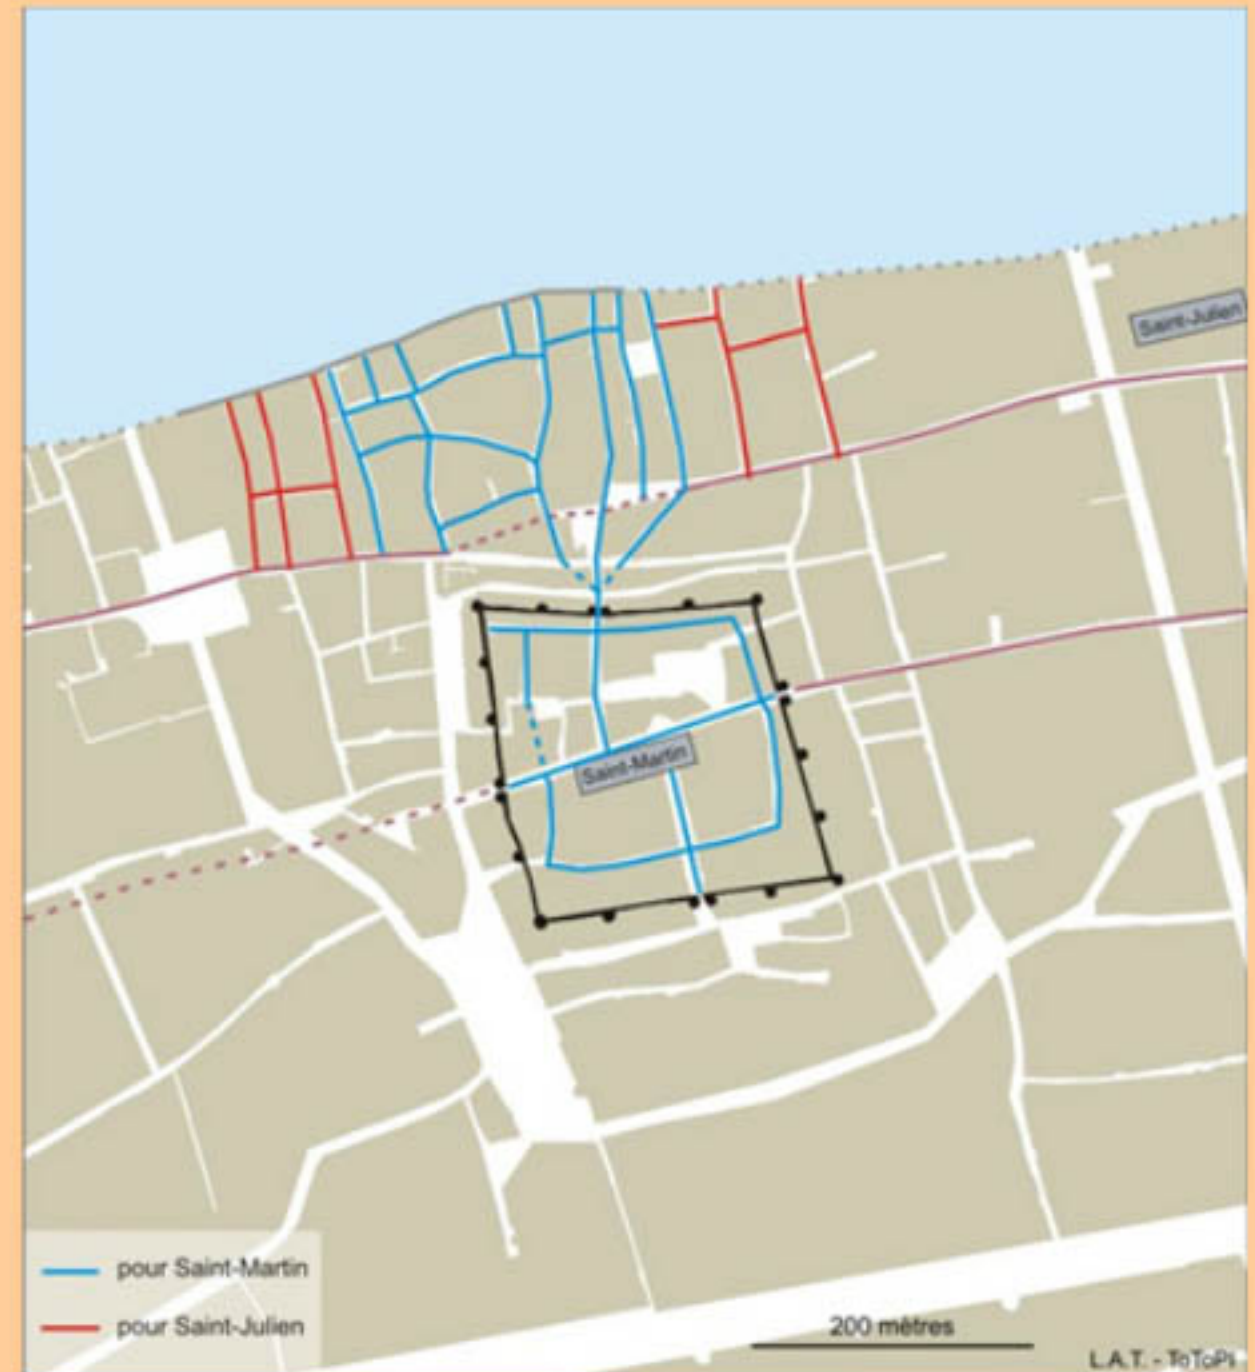 Saint-Julien
Saint-Martin
pour Saint-Martin
pour Saint-Julien
200 mètres
L.A.T. - ToToPI